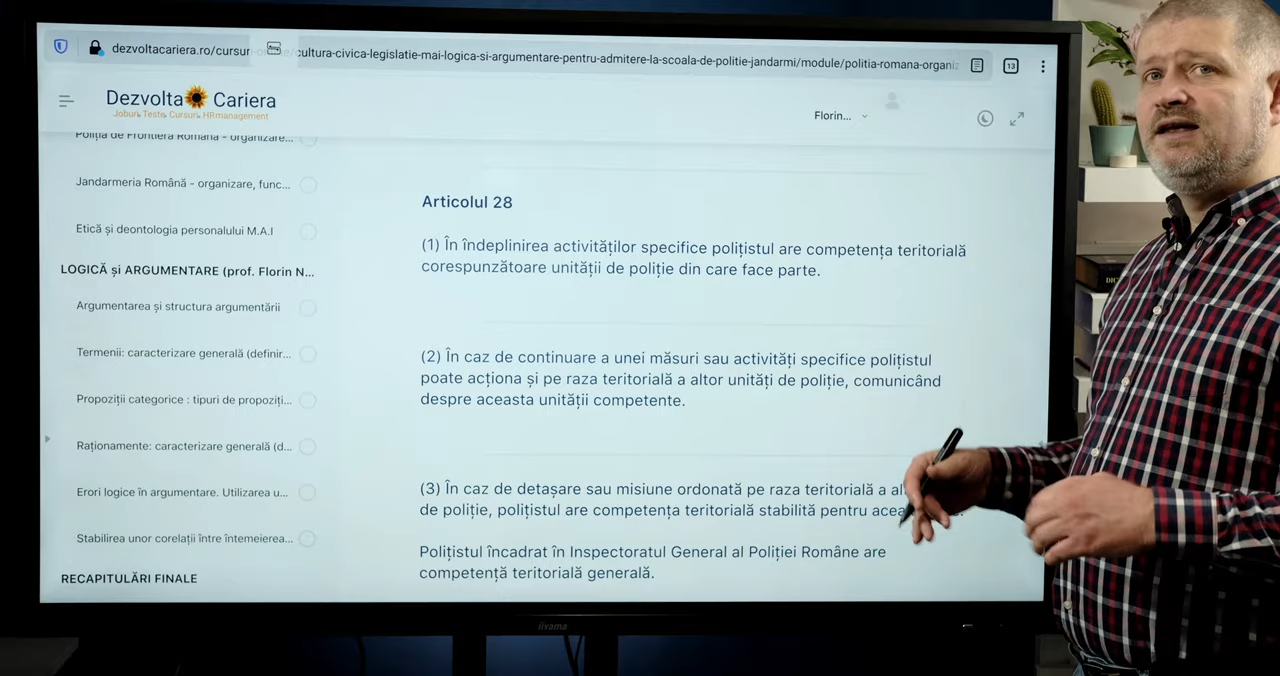 dezvoltacariera.ro/cursur
cultura-civica-legislatie-mai-logica-si-argumentare-pentru-admitere-la-scoala-de-politie-jandarmi/module/politia-romana-organiz
13
Dezvolta Cariera
Joburi, Teste, Cursuri, HRmanagement
Florin...
Poliția de Frontieră Română - organizare...
Jandarmeria Română - organizare, func...
Etică și deontologia personalului M.A.I
LOGICĂ și ARGUMENTARE (prof. Florin N...
Argumentarea și structura argumentării
Termenii: caracterizare generală (definir...
Propoziții categorice : tipuri de propoziți...
Raționamente: caracterizare generală (d...
Erori logice în argumentare. Utilizarea u...
Stabilirea unor corelații între întemeierea...
RECAPITULĂRI FINALE
Articolul 28
(1) În îndeplinirea activităților specifice polițistul are competența teritorială
corespunzătoare unității de poliție din care face parte.
(2) În caz de continuare a unei măsuri sau activități specifice polițistul
poate acționa și pe raza teritorială a altor unități de poliție, comunicând
despre aceasta unității competente.
(3) În caz de detașare sau misiune ordonată pe raza teritorială a al
de poliție, polițistul are competența teritorială stabilită pentru acea
Polițistul încadrat în Inspectoratul General al Poliției Române are
competență teritorială generală.
iiyama